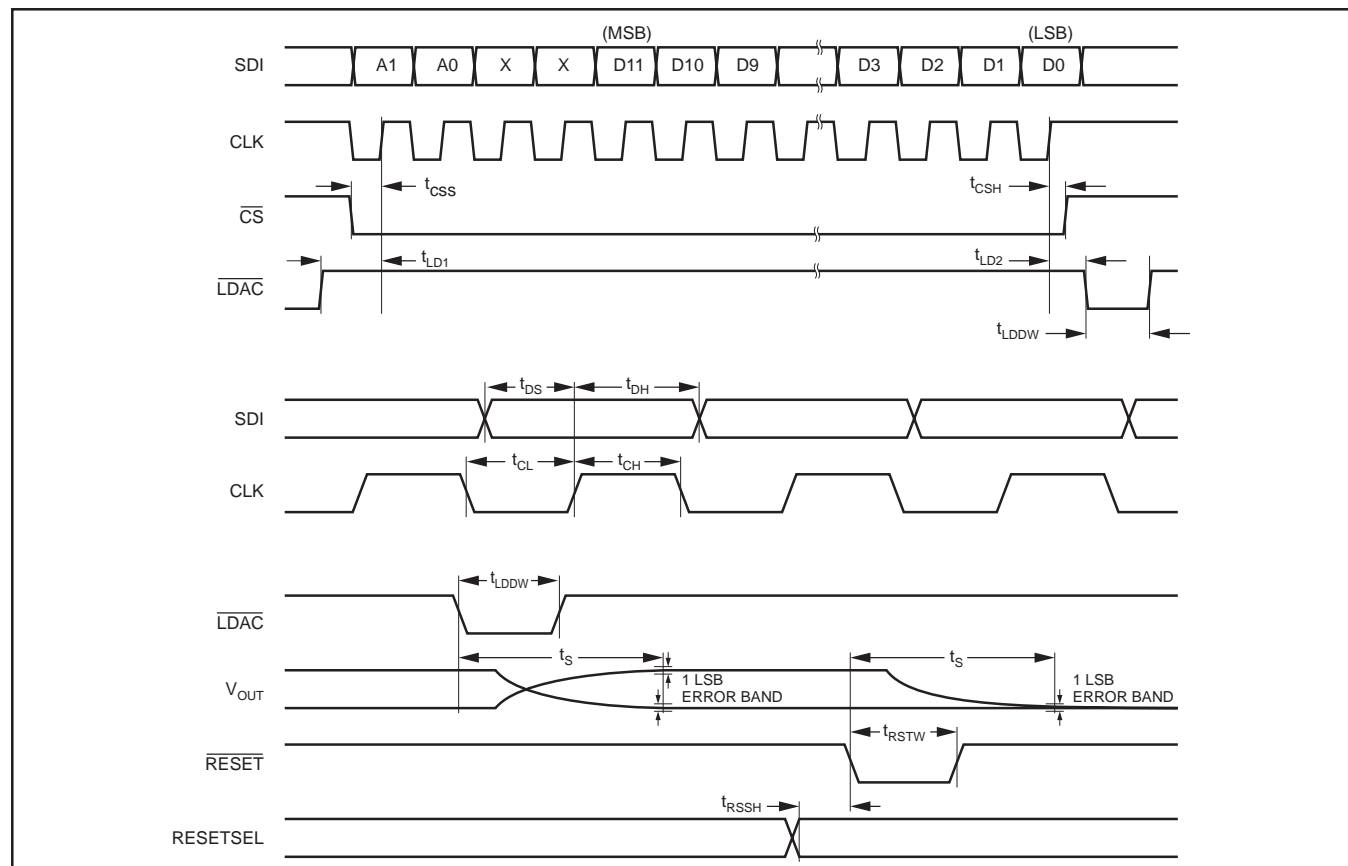 (MSB) (LSB)
SDI A1 A0 X X D11 D10 D9 D3 D2 D1 D0
CLK
tCSS tCSH
CS
tLD1 tLD2
LDAC
tLDDW
tDS tDH
SDI
tCL tCH
CLK
tLDDW
LDAC
tS tS
VOUT 1 LSB ERROR BAND 1 LSB ERROR BAND
tRSTW
RESET
tRSSH
RESETSEL